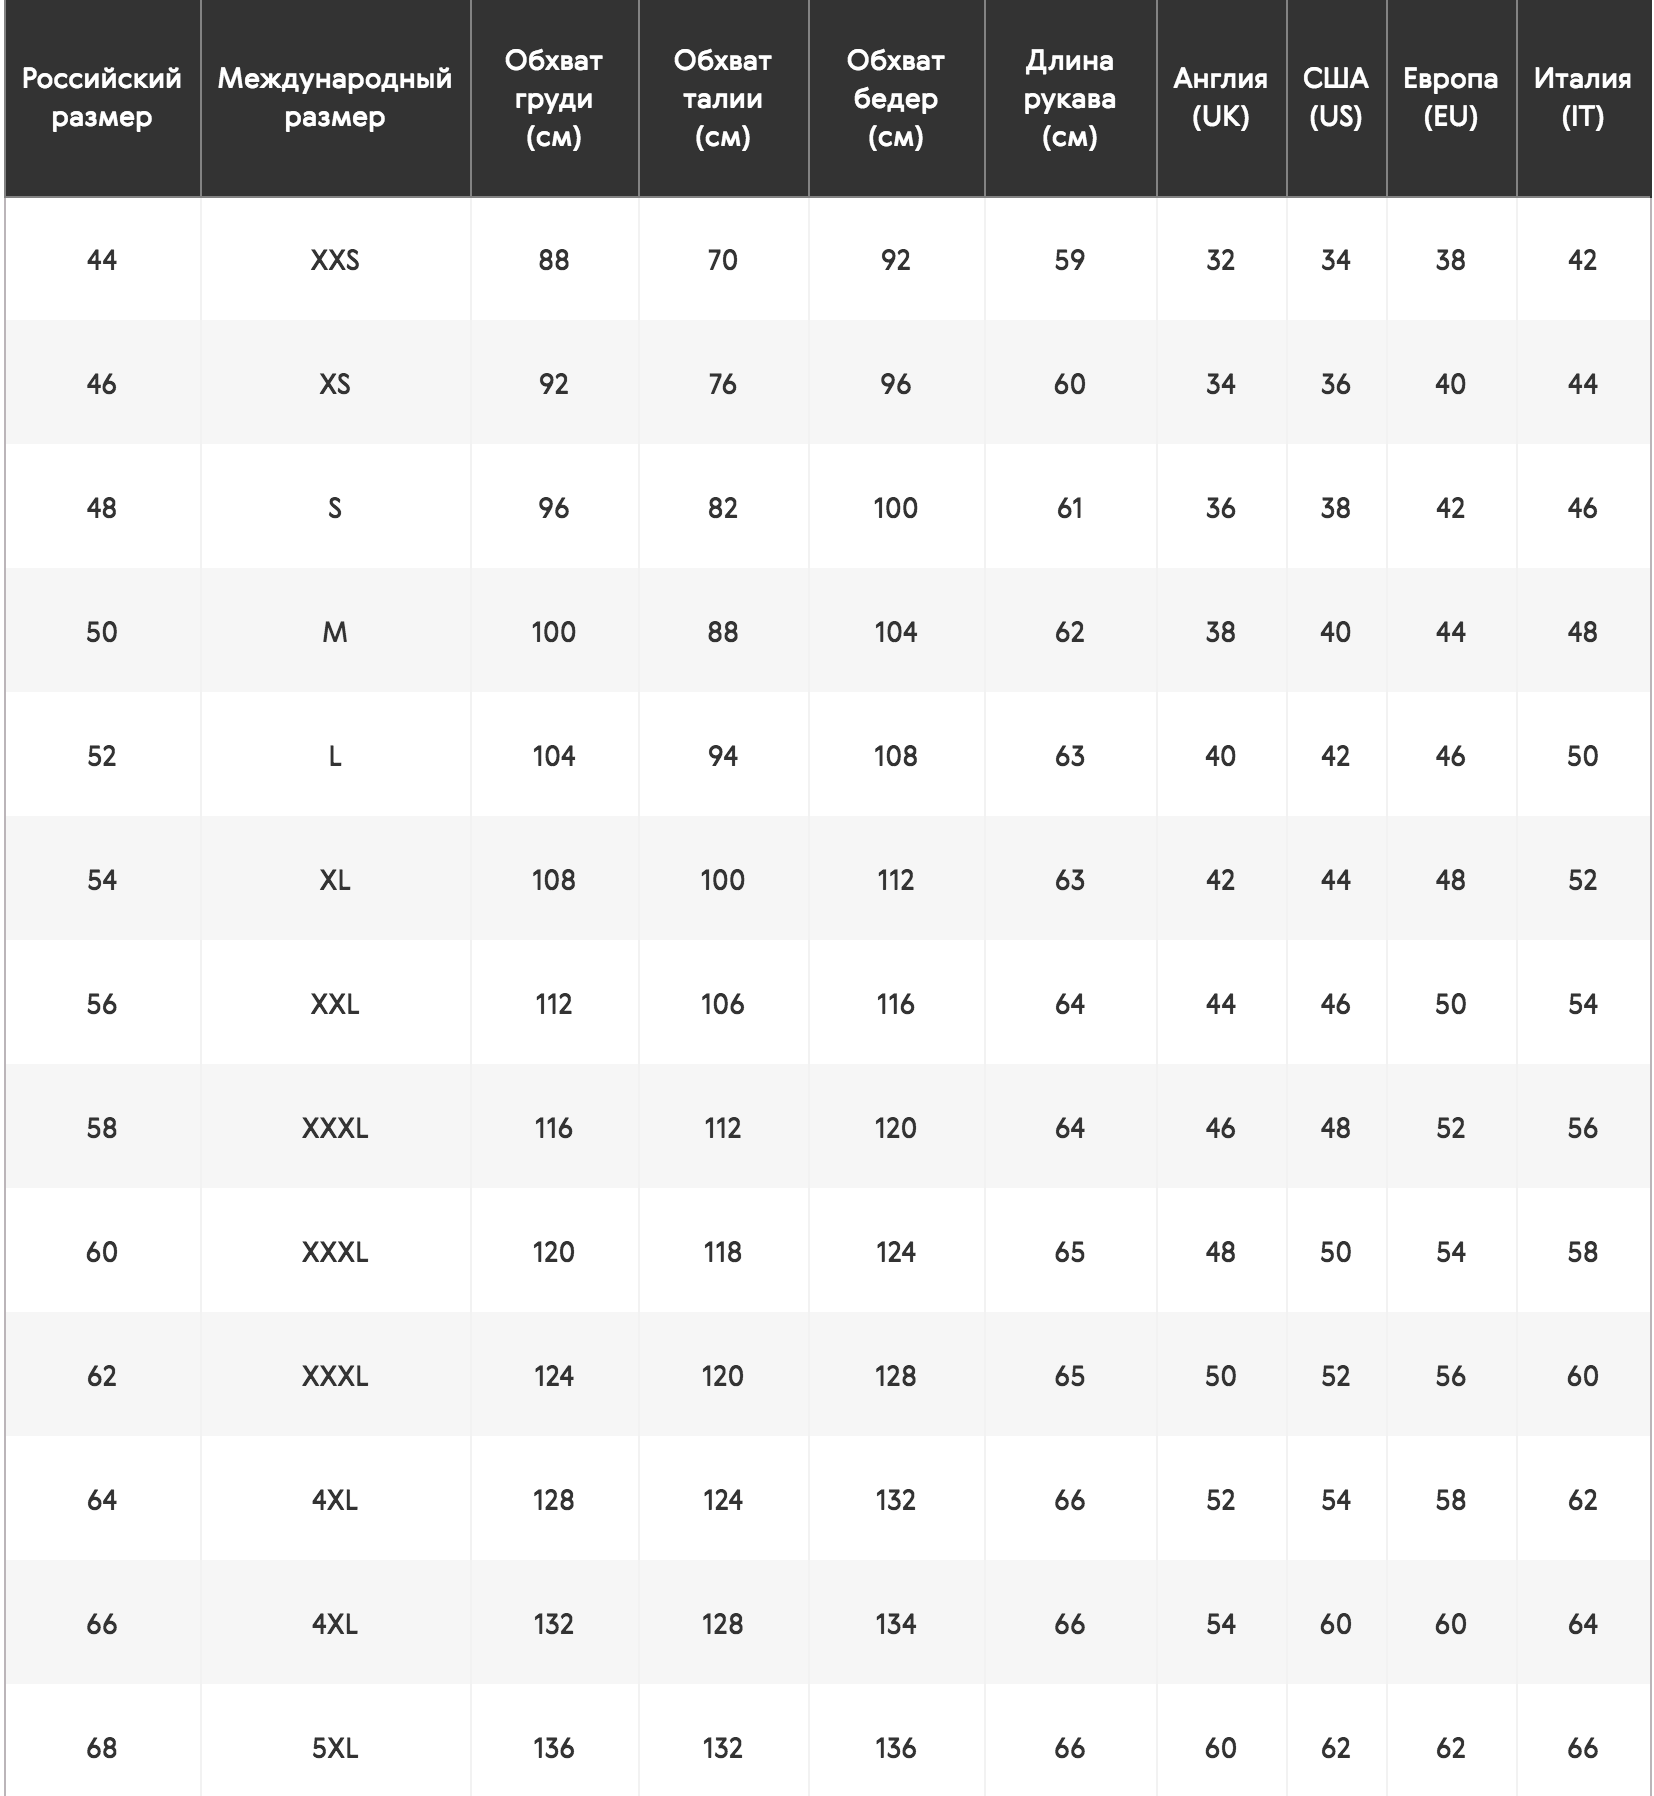 Российский размер | Международный размер | Обхват груди (см) | Обхват талии (см) | Обхват бедер (см) | Длина рукава (см) | Англия (UK) | США (US) | Европа (EU) | Италия (IT)
44 | XXS | 88 | 70 | 92 | 59 | 32 | 34 | 38 | 42
46 | XS | 92 | 76 | 96 | 60 | 34 | 36 | 40 | 44
48 | S | 96 | 82 | 100 | 61 | 36 | 38 | 42 | 46
50 | M | 100 | 88 | 104 | 62 | 38 | 40 | 44 | 48
52 | L | 104 | 94 | 108 | 63 | 40 | 42 | 46 | 50
54 | XL | 108 | 100 | 112 | 63 | 42 | 44 | 48 | 52
56 | XXL | 112 | 106 | 116 | 64 | 44 | 46 | 50 | 54
58 | XXXL | 116 | 112 | 120 | 64 | 46 | 48 | 52 | 56
60 | XXXL | 120 | 118 | 124 | 65 | 48 | 50 | 54 | 58
62 | XXXL | 124 | 120 | 128 | 65 | 50 | 52 | 56 | 60
64 | 4XL | 128 | 124 | 132 | 66 | 52 | 54 | 58 | 62
66 | 4XL | 132 | 128 | 134 | 66 | 54 | 60 | 60 | 64
68 | 5XL | 136 | 132 | 136 | 66 | 60 | 62 | 62 | 66